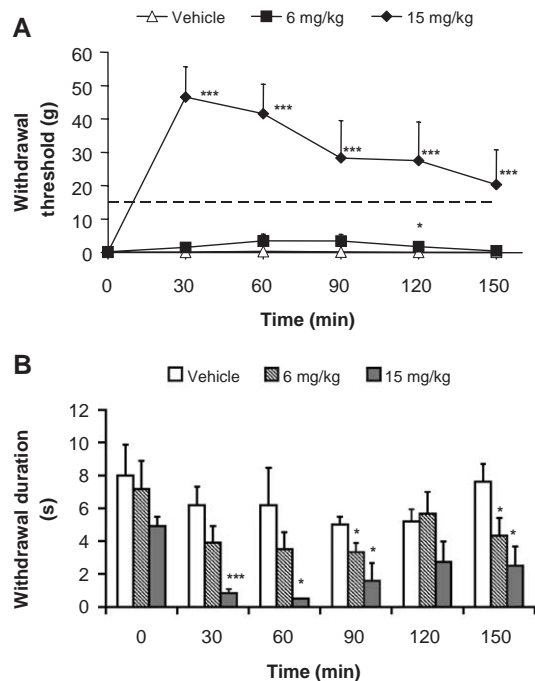 A
Vehicle 6 mg/kg 15 mg/kg
Withdrawal
threshold (g)
60
50
40
30
20
10
0
***
***
***
***
***
*
0 30 60 90 120 150
Time (min)
B
Vehicle 6 mg/kg 15 mg/kg
Withdrawal duration
(s)
12
10
8
6
4
2
0
***
*
*
*
*
*
0 30 60 90 120 150
Time (min)